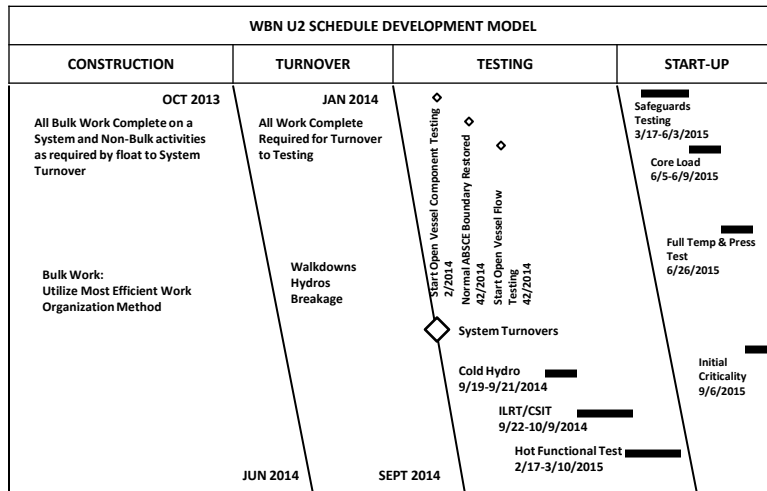 WBN U2 SCHEDULE DEVELOPMENT MODEL
CONSTRUCTION
TURNOVER
TESTING
START-UP
OCT 2013
All Bulk Work Complete on a
System and Non-Bulk activities
as required by float to System
Turnover
Bulk Work:
Utilize Most Efficient Work
Organization Method
JUN 2014
JAN 2014
All Work Complete
Required for Turnover
to Testing
Walkdowns
Hydros
Breakage
SEPT 2014
Start Open Vessel Component Testing
2/2014
Normal ABSCE Boundary Restored
42/2014
Start Open Vessel Flow
Testing 42/2014
System Turnovers
Cold Hydro
9/19-9/21/2014
ILRT/CSIT
9/22-10/9/2014
Hot Functional Test
2/17-3/10/2015
Safeguards
Testing
3/17-6/3/2015
Core Load
6/5-6/9/2015
Full Temp & Press
Test
6/26/2015
Initial
Criticality
9/6/2015